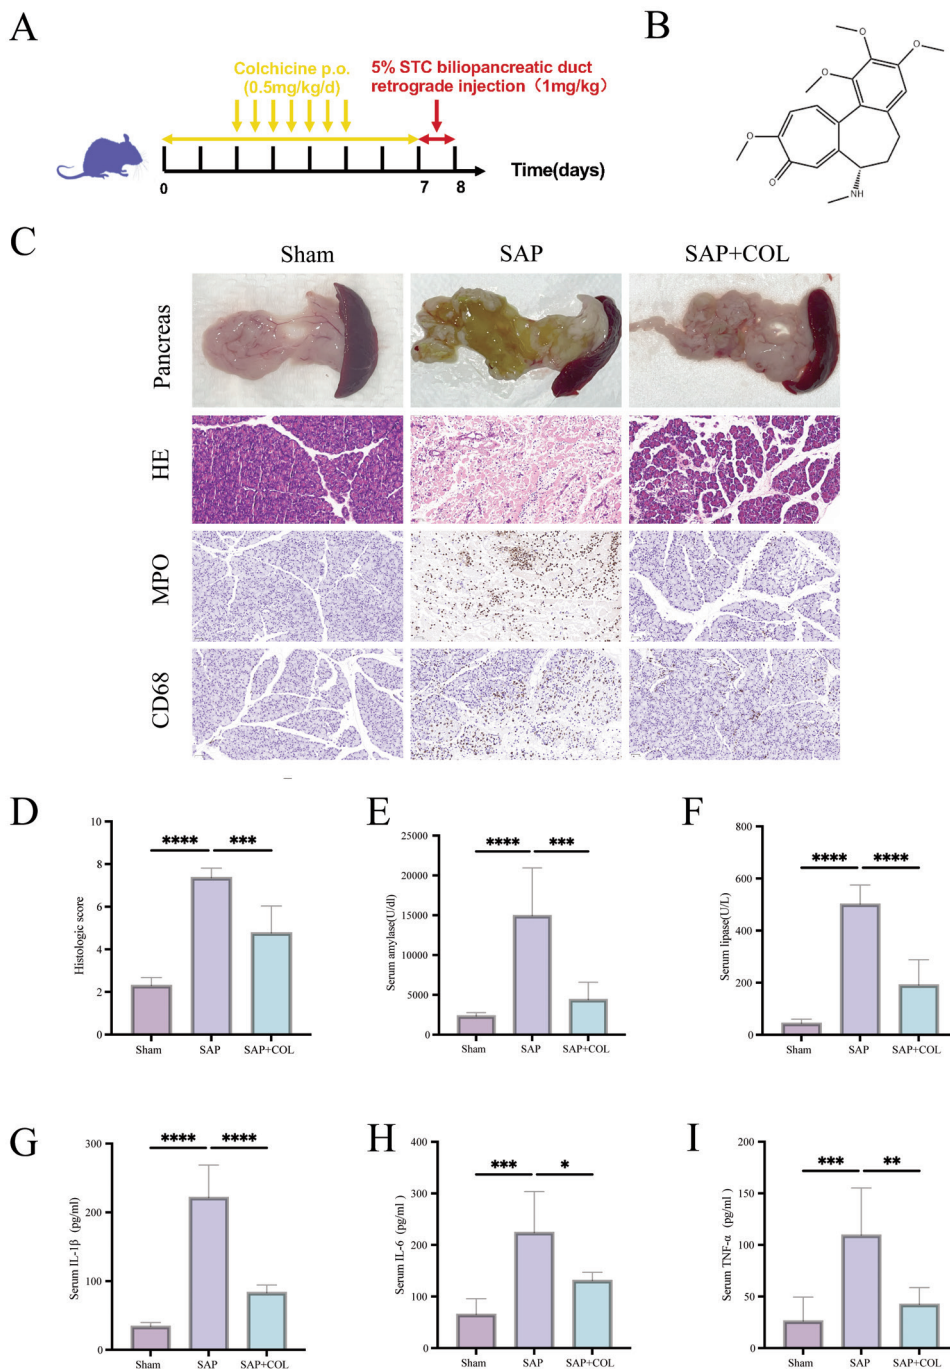 A
Colchicine p.o.
(0.5mg/kg/d)
5% STC biliopancreatic duct
retrograde injection（1mg/kg）
0
7
8
Time(days)
B
O
O
O
O
O
O
NH
C
Sham
SAP
SAP+COL
Pancreas
HE
MPO
CD68
D
Histologic score
10
8
6
4
2
0
****
***
Sham
SAP
SAP+COL
E
Serum amylase(U/dl)
25000
20000
15000
10000
5000
0
****
***
Sham
SAP
SAP+COL
F
Serum lipase(U/L)
800
600
400
200
0
****
****
Sham
SAP
SAP+COL
G
Serum IL-1β (pg/ml)
300
200
100
0
****
****
Sham
SAP
SAP+COL
H
Serum IL-6 (pg/ml )
400
300
200
100
0
***
*
Sham
SAP
SAP+COL
I
Serum TNF-α (pg/ml )
200
150
100
50
0
***
**
Sham
SAP
SAP+COL